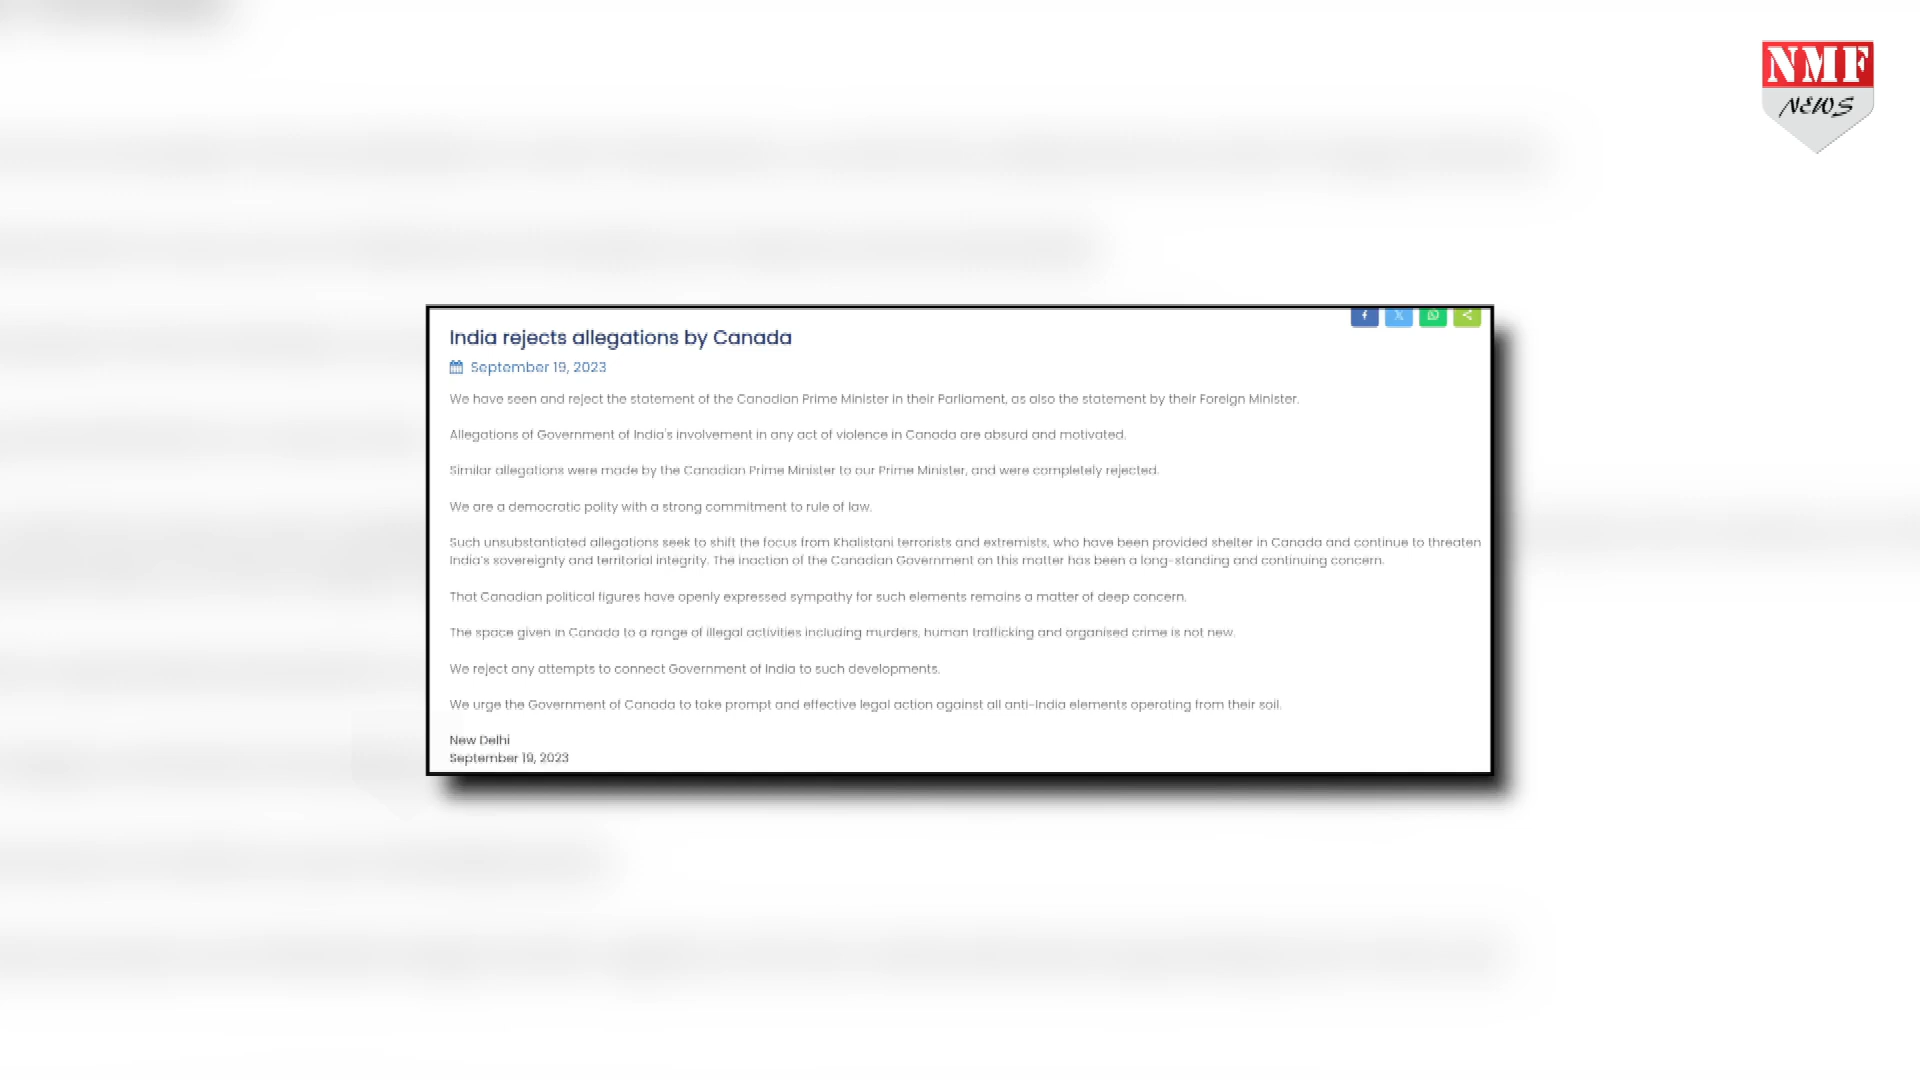 NMF
NEWS
India rejects allegations by Canada
September 19, 2023
We have seen and reject the statement of the Canadian Prime Minister in their Parliament, as also the statement by their Foreign Minister.
Allegations of Government of India's involvement in any act of violence in Canada are absurd and motivated.
Similar allegations were made by the Canadian Prime Minister to our Prime Minister, and were completely rejected.
We are a democratic polity with a strong commitment to rule of law.
Such unsubstantiated allegations seek to shift the focus from Khalistani terrorists and extremists, who have been provided shelter in Canada and continue to threaten
India's sovereignty and territorial integrity. The inaction of the Canadian Government on this matter has been a long-standing and continuing concern.
That Canadian political figures have openly expressed sympathy for such elements remains a matter of deep concern.
The space given in Canada to a range of illegal activities including murders, human trafficking and organised crime is not new.
We reject any attempts to connect Government of India to such developments.
We urge the Government of Canada to take prompt and effective legal action against all anti-India elements operating from their soil.
New Delhi
September 19, 2023